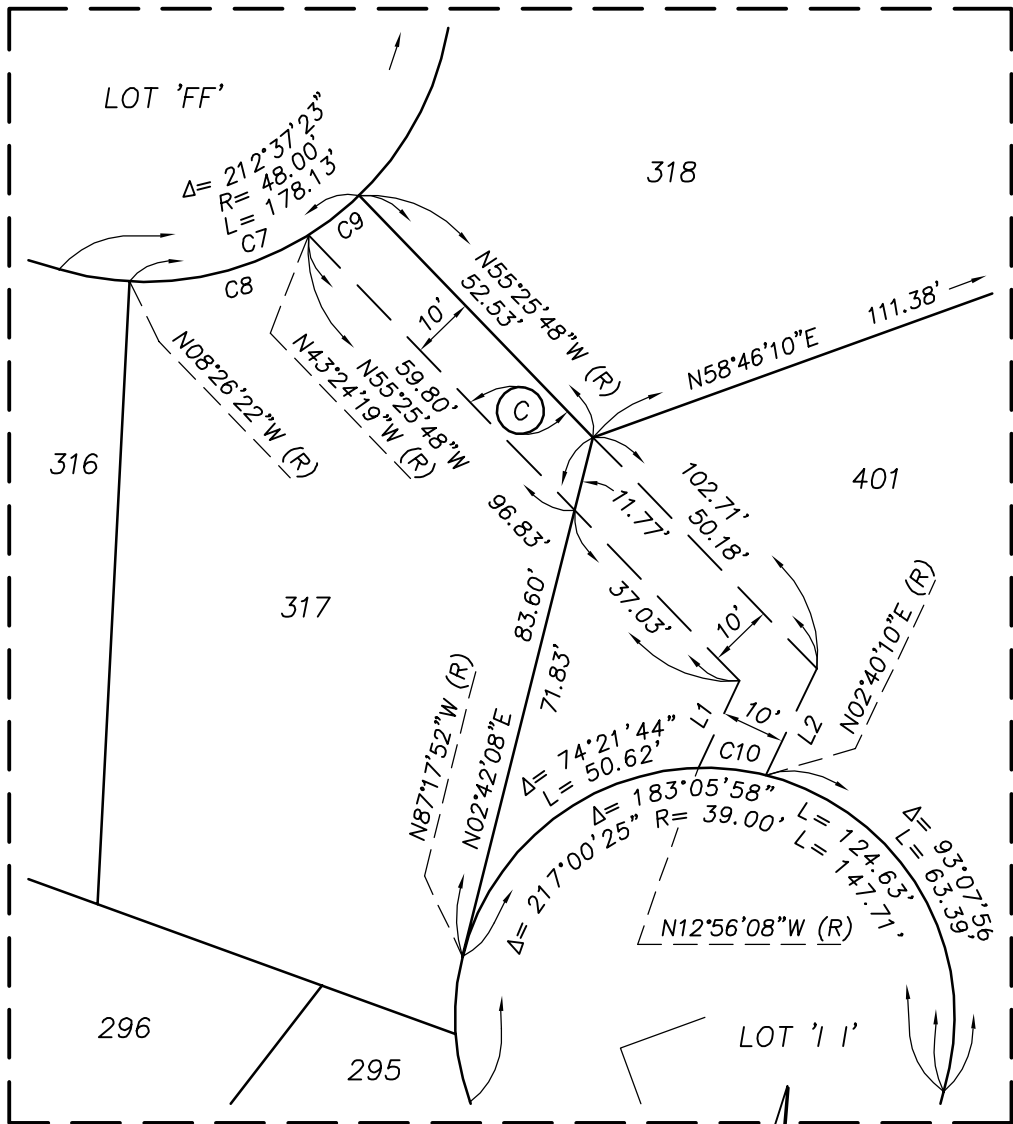 LOT 'FF'
Δ= 212°37'23"
R= 48.00'
L= 178.13'
C7
C9
C8
318
N55°25'48"W (R)
52.53'
10'
111.38'
N58°46'10"E
N08°26'22"W (R)
N43°24'19"W (R)
59.80'
N55°25'48"W
C
316
401
96.83'
11.77'
102.71'
50.18'
37.03'
10'
317
83.60'
71.83'
N02°42'08"E
N87°17'52"W (R)
N02°40'10"E (R)
L1
10'
L2
C10
Δ= 74°21'44"
L= 50.62'
Δ= 183°05'58"
L= 124.63'
Δ= 217°00'25"
R= 39.00'
L= 147.71'
Δ= 93°07'56
L= 63.39'
N12°56'08"W (R)
296
295
LOT 'I I'